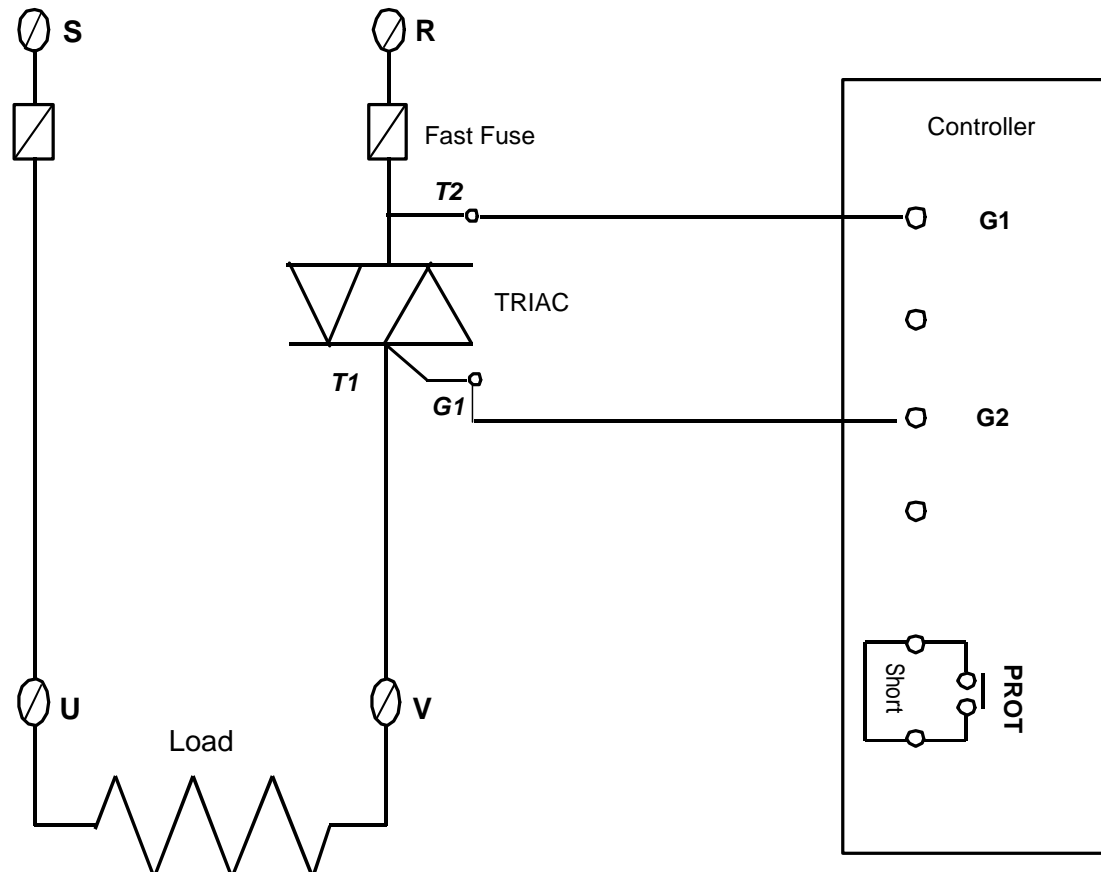 S
R
Controller
Fast Fuse
T2
G1
TRIAC
T1
G1
G2
Short
PROT
U
V
Load